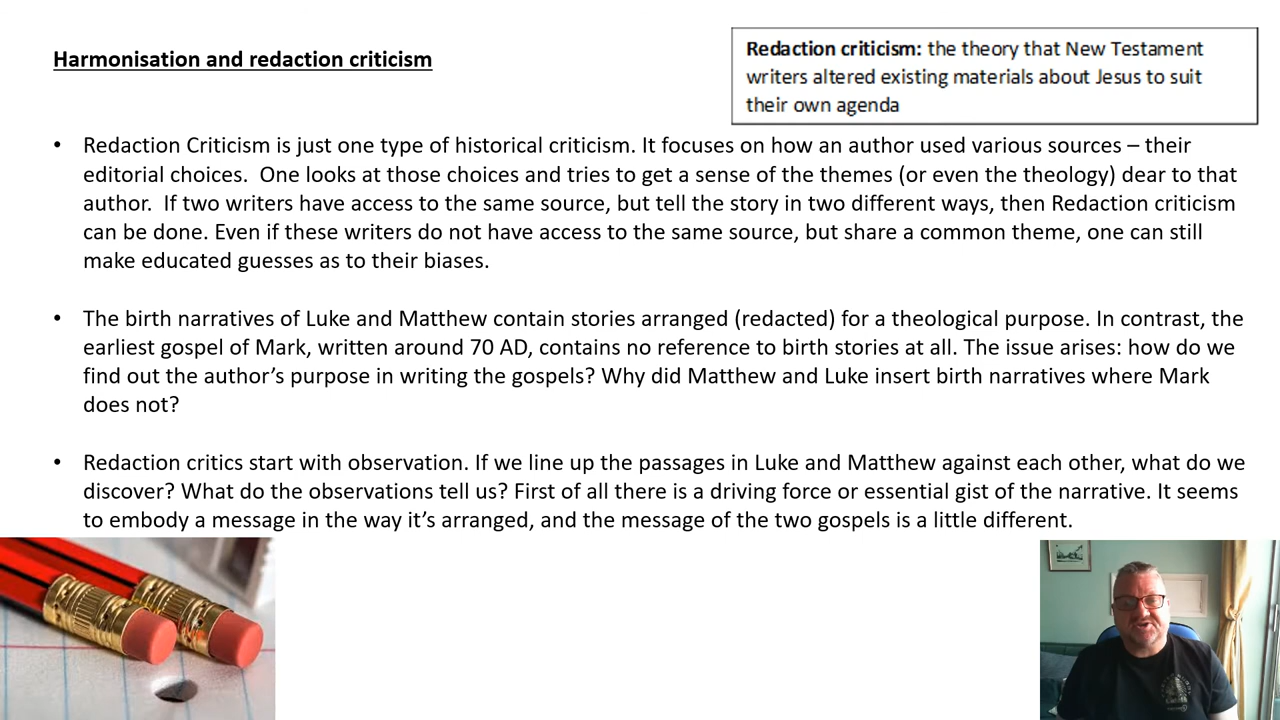 Harmonisation and redaction criticism
Redaction criticism: the theory that New Testament
writers altered existing materials about Jesus to suit
their own agenda
• Redaction Criticism is just one type of historical criticism. It focuses on how an author used various sources – their
editorial choices.  One looks at those choices and tries to get a sense of the themes (or even the theology) dear to that
author.  If two writers have access to the same source, but tell the story in two different ways, then Redaction criticism
can be done. Even if these writers do not have access to the same source, but share a common theme, one can still
make educated guesses as to their biases.
• The birth narratives of Luke and Matthew contain stories arranged (redacted) for a theological purpose. In contrast, the
earliest gospel of Mark, written around 70 AD, contains no reference to birth stories at all. The issue arises: how do we
find out the author’s purpose in writing the gospels? Why did Matthew and Luke insert birth narratives where Mark
does not?
• Redaction critics start with observation. If we line up the passages in Luke and Matthew against each other, what do we
discover? What do the observations tell us? First of all there is a driving force or essential gist of the narrative. It seems
to embody a message in the way it’s arranged, and the message of the two gospels is a little different.